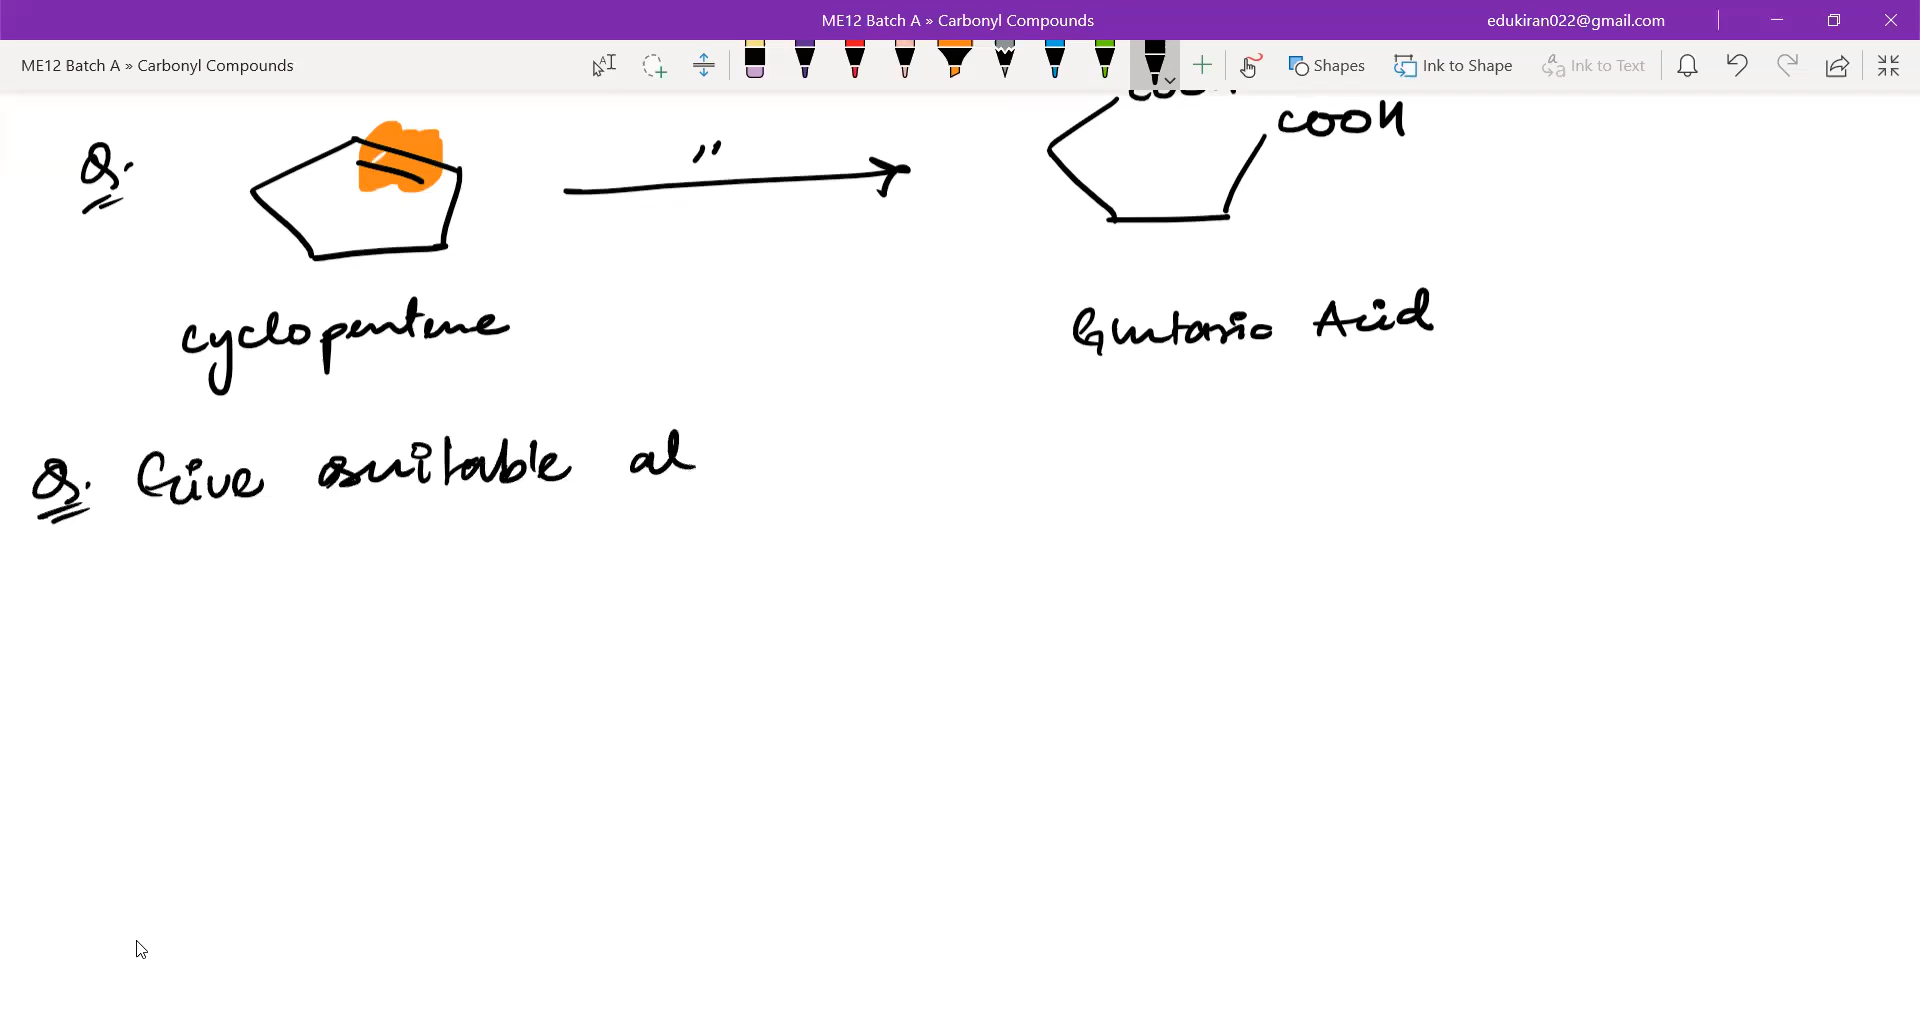 ME12 Batch A » Carbonyl Compounds
edukiran022@gmail.com
ME12 Batch A » Carbonyl Compounds
Shapes
Ink to Shape
Ink to Text
COOH
COOH
Q.
"
cyclopentene
Glutaric Acid
Q. Give suitable al